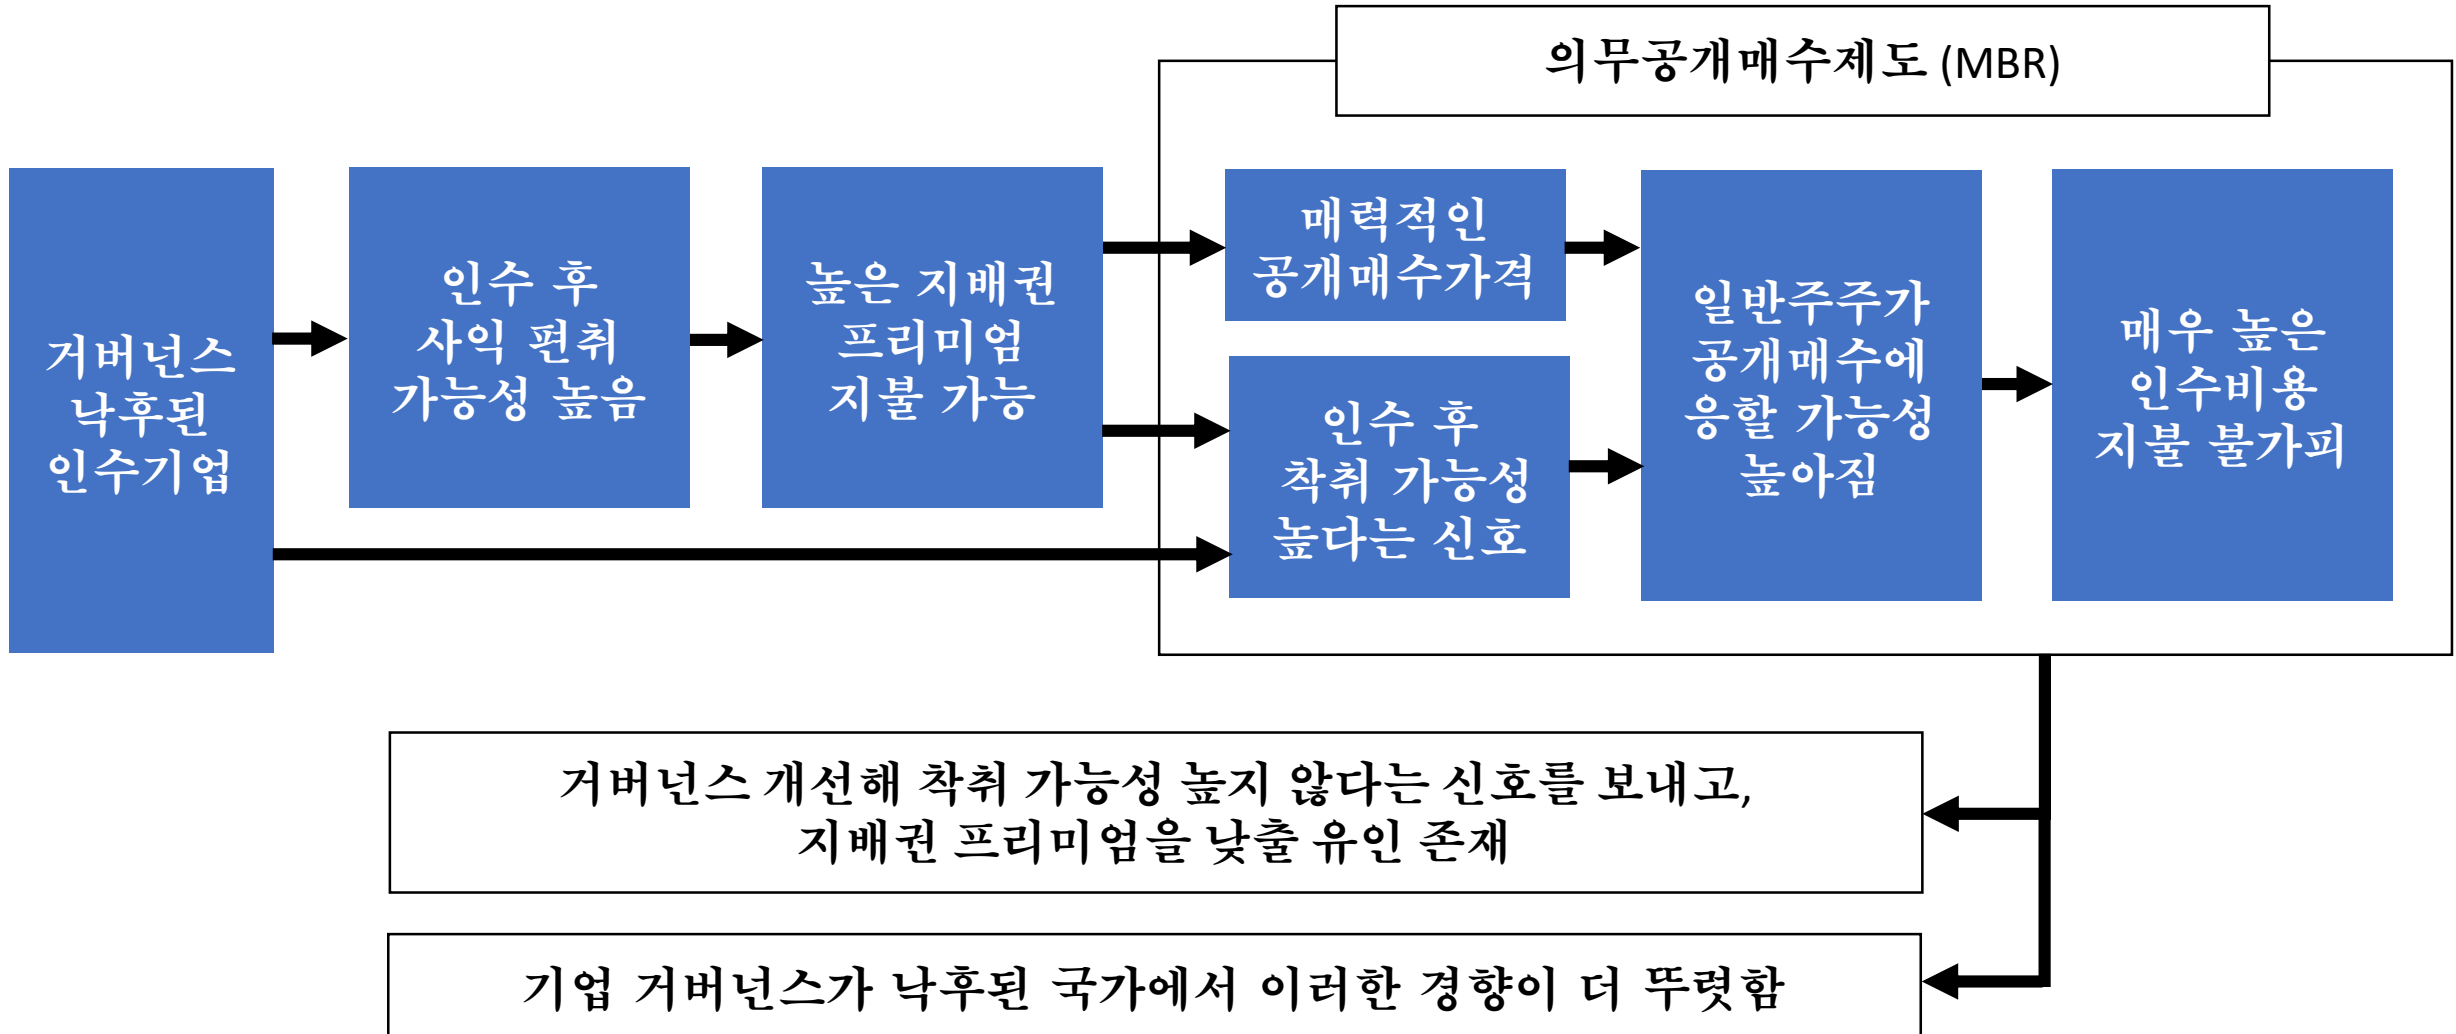 의무공개매수제도 (MBR)
거버넌스
낙후된
인수기업
인수 후
사익 편취
가능성 높음
높은 지배권
프리미엄
지불 가능
매력적인
공개매수가격
인수 후
착취 가능성
높다는 신호
일반주주가
공개매수에
응할 가능성
높아짐
매우 높은
인수비용
지불 불가피
거버넌스 개선해 착취 가능성 높지 않다는 신호를 보내고,
지배권 프리미엄을 낮출 유인 존재
기업 거버넌스가 낙후된 국가에서 이러한 경향이 더 뚜렷함